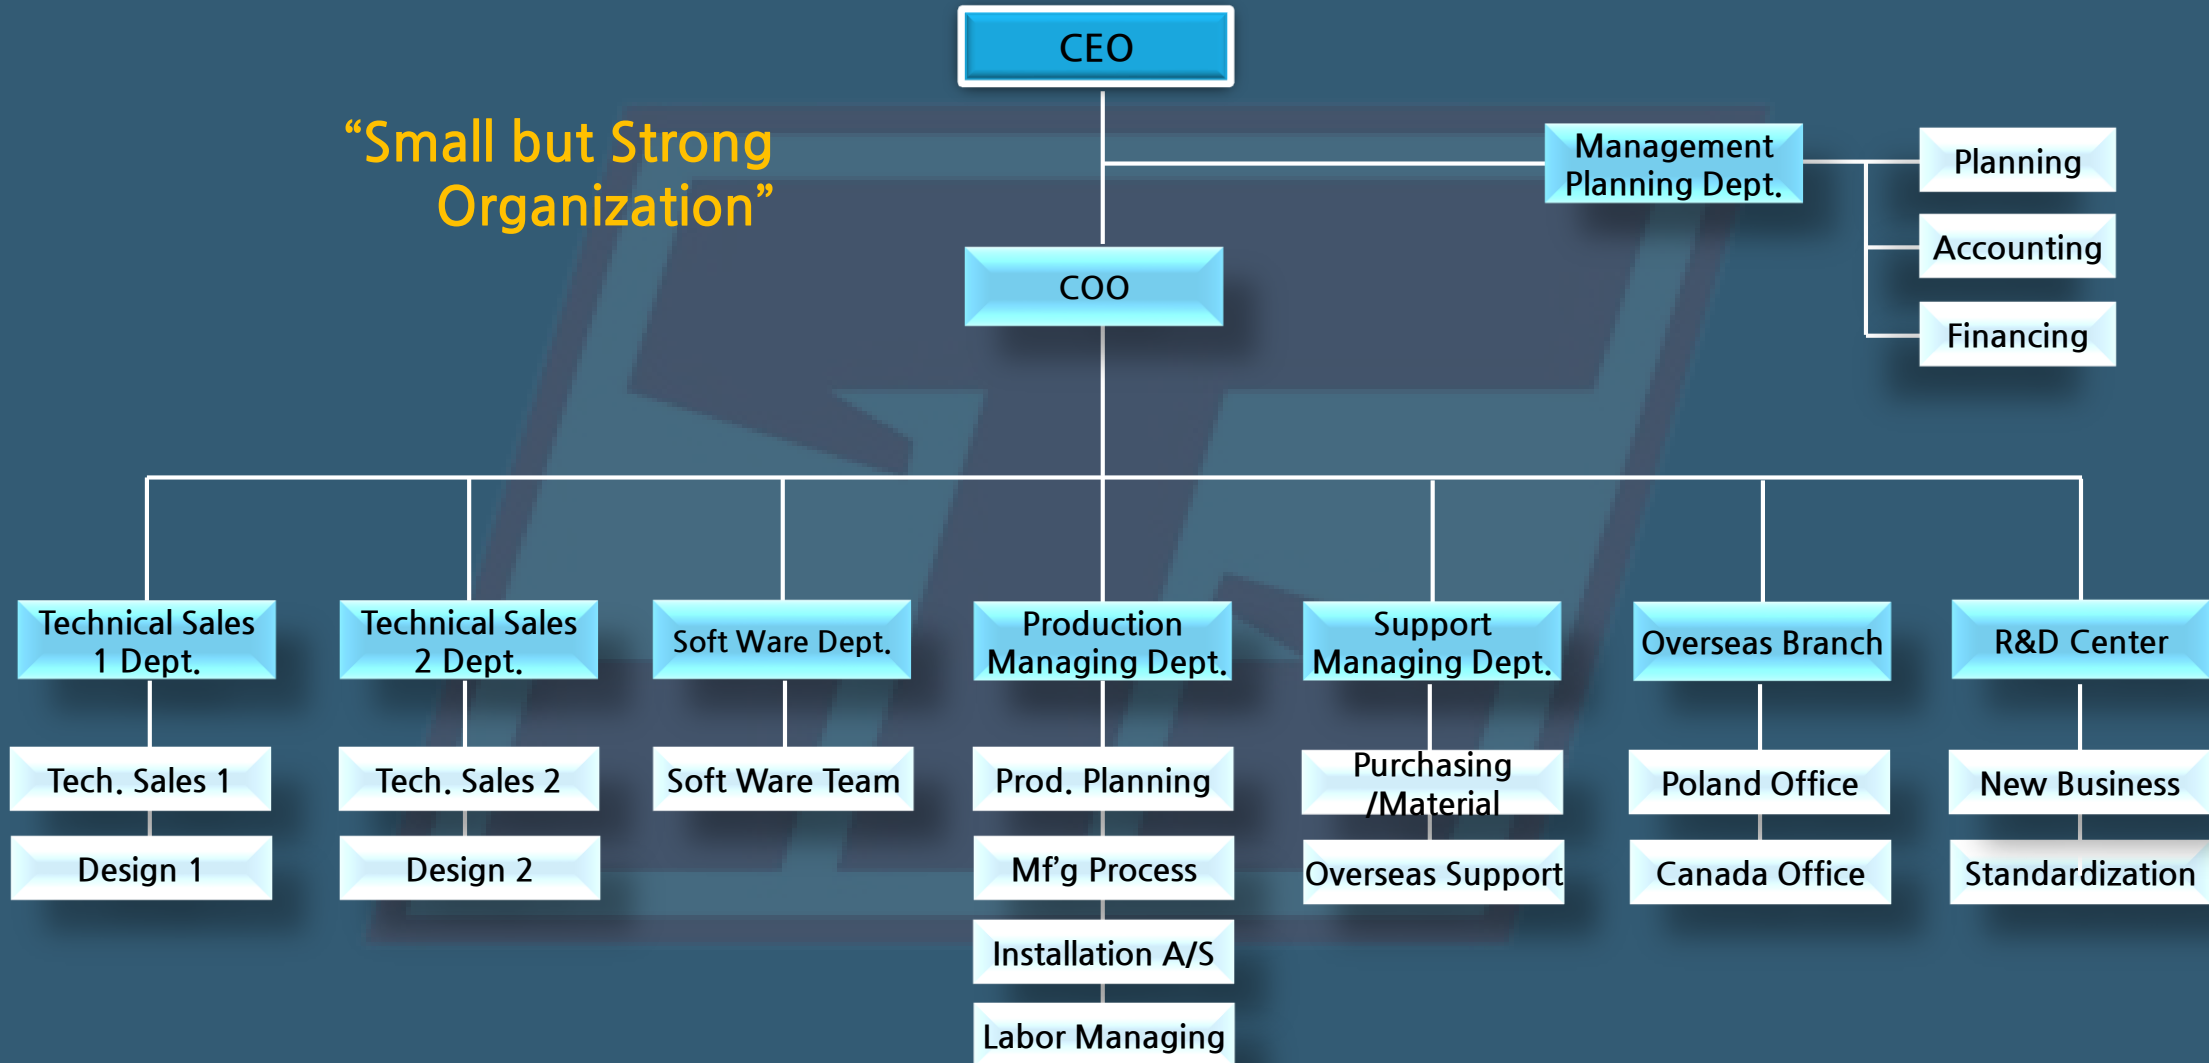 CEO
“Small but Strong
Organization”
Management
Planning Dept.
Planning
Accounting
Financing
COO
Technical Sales
1 Dept.
Technical Sales
2 Dept.
Soft Ware Dept.
Production
Managing Dept.
Support
Managing Dept.
Overseas Branch
R&D Center
Tech. Sales 1
Tech. Sales 2
Soft Ware Team
Prod. Planning
Purchasing
/Material
Poland Office
New Business
Design 1
Design 2
Mf’g Process
Overseas Support
Canada Office
Standardization
Installation A/S
Labor Managing